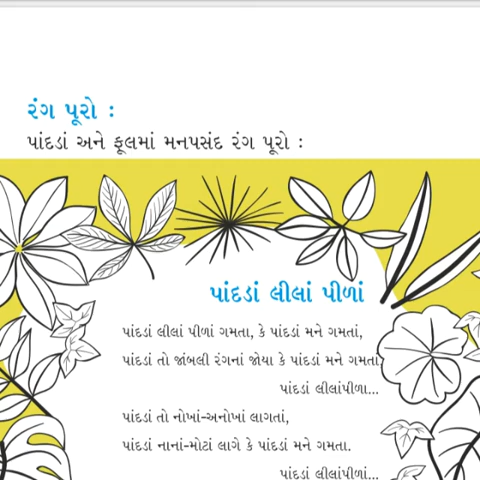 રંગ પૂરો :
પાંદડાં અને ફૂલમાં મનપસંદ રંગ પૂરો :
પાંદડાં લીલાં પીળાં
પાંદડાં લીલાં પીળાં ગમતા, કે પાંદડાં મને ગમતાં,
પાંદડાં તો જાંબલી રંગનાં જોયા કે પાંદડાં મને ગમતાં
પાંદડાં લીલાંપીળા...
પાંદડાં તો નોખાં-અનોખાં લાગતાં,
પાંદડાં નાનાં-મોટાં લાગે કે પાંદડાં મને ગમતા.
પાંદડાં લીલાંપીળાં...